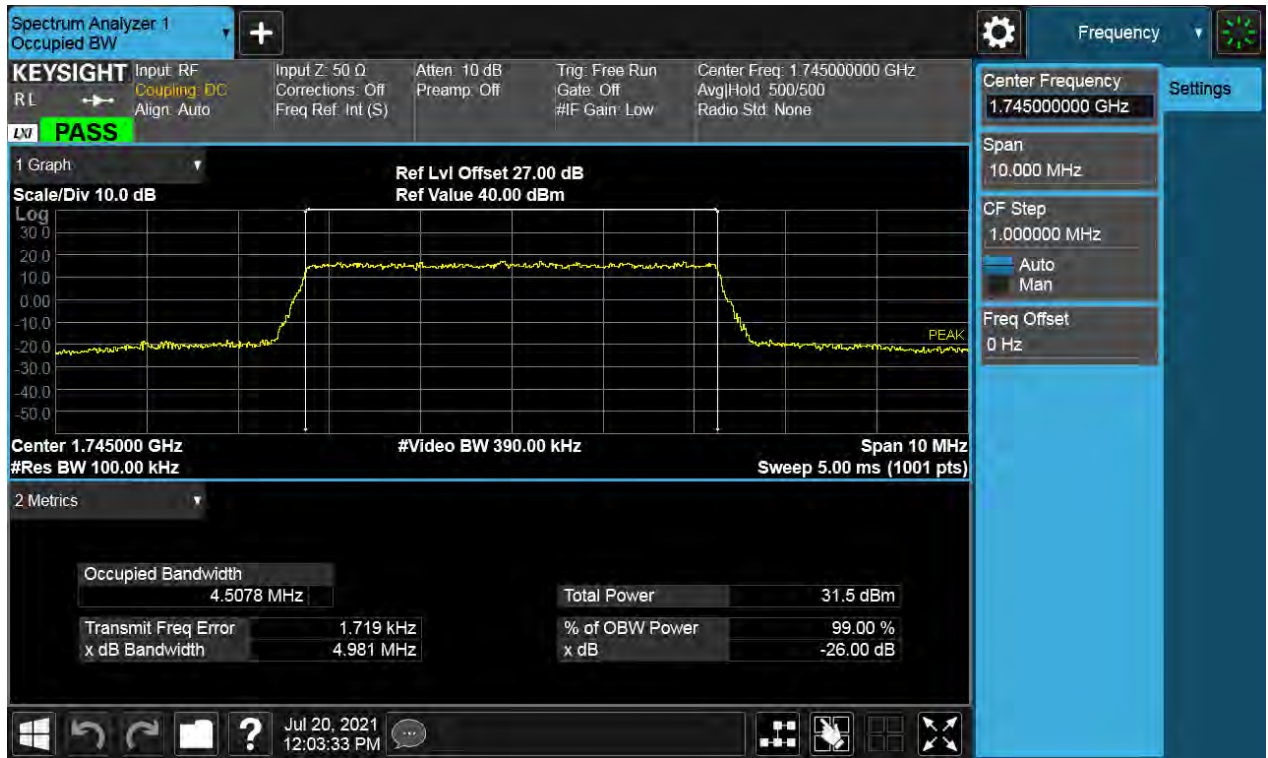 Spectrum Analyzer 1
Occupied BW
+
Frequency
KEYSIGHT
RL
LXI PASS
Input: RF
Coupling: DC
Align: Auto
Input Z: 50 Ω
Corrections: Off
Freq Ref: Int (S)
Atten: 10 dB
Preamp: Off
Trig: Free Run
Gate: Off
#IF Gain: Low
Center Freq: 1.745000000 GHz
Avg|Hold: 500/500
Radio Std: None
1 Graph
Scale/Div 10.0 dB
Ref Lvl Offset 27.00 dB
Ref Value 40.00 dBm
Log
30.0
20.0
10.0
0.00
-10.0
-20.0
-30.0
-40.0
-50.0
PEAK
Center 1.745000 GHz
#Res BW 100.00 kHz
#Video BW 390.00 kHz
Span 10 MHz
Sweep 5.00 ms (1001 pts)
2 Metrics
Occupied Bandwidth
4.5078 MHz
Transmit Freq Error 1.719 kHz
x dB Bandwidth 4.981 MHz
Total Power 31.5 dBm
% of OBW Power 99.00 %
x dB -26.00 dB
?
Jul 20, 2021
12:03:33 PM
Center Frequency
1.745000000 GHz
Span
10.000 MHz
CF Step
1.000000 MHz
Auto
Man
Freq Offset
0 Hz
Settings